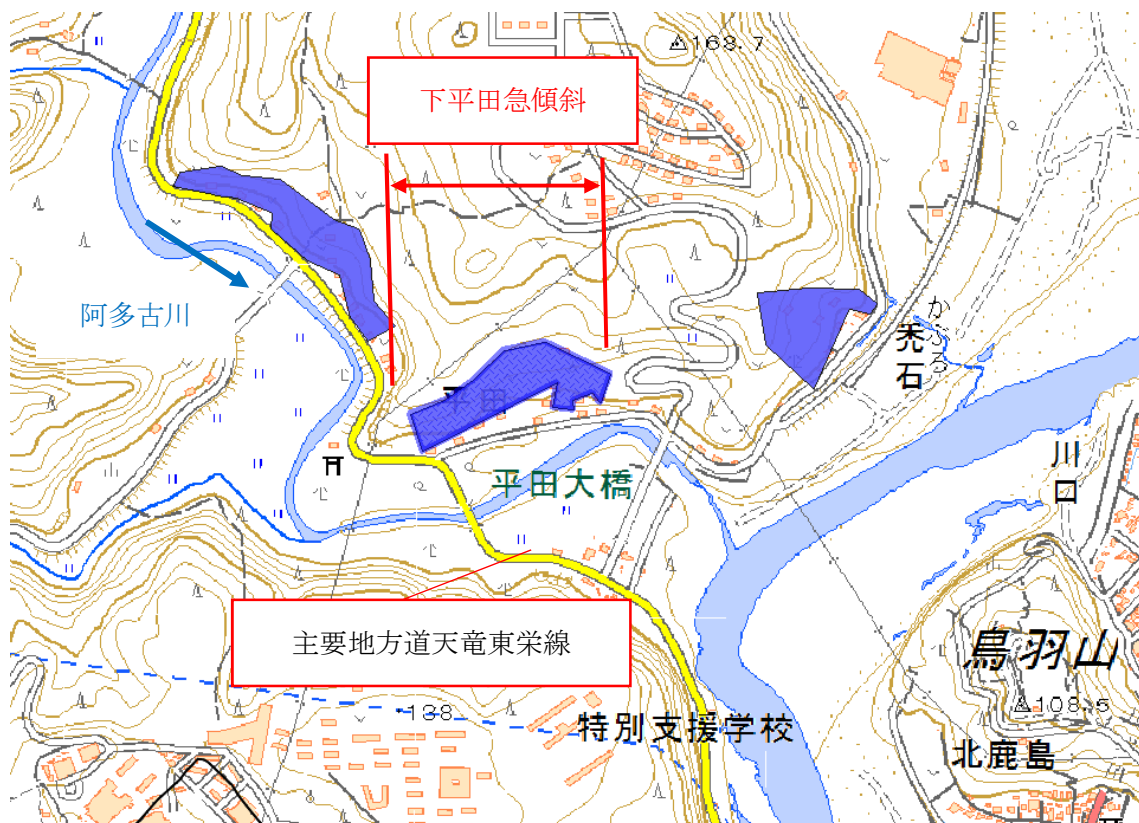 168.7
下平田急傾斜
阿多古川
かぶろ
禿石
平田
川口
平田大橋
主要地方道天竜東栄線
鳥羽山
108.5
138
特別支援学校
北鹿島